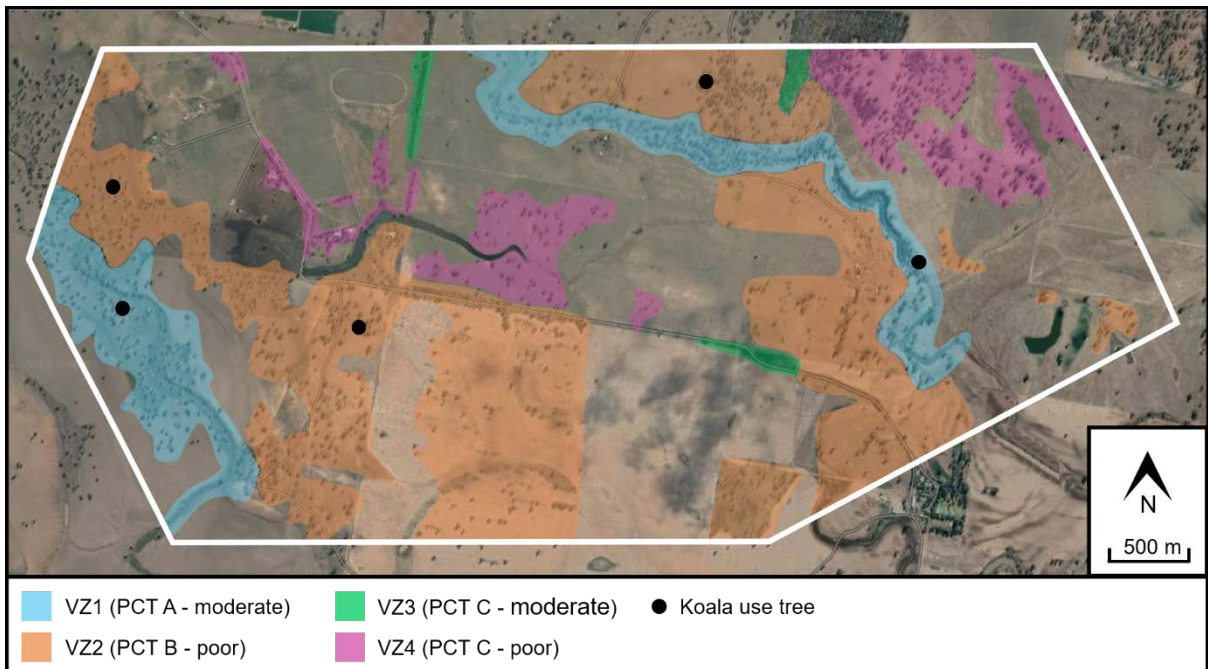 N
500 m
VZ1 (PCT A - moderate)
VZ3 (PCT C - moderate)
Koala use tree
VZ2 (PCT B - poor)
VZ4 (PCT C - poor)